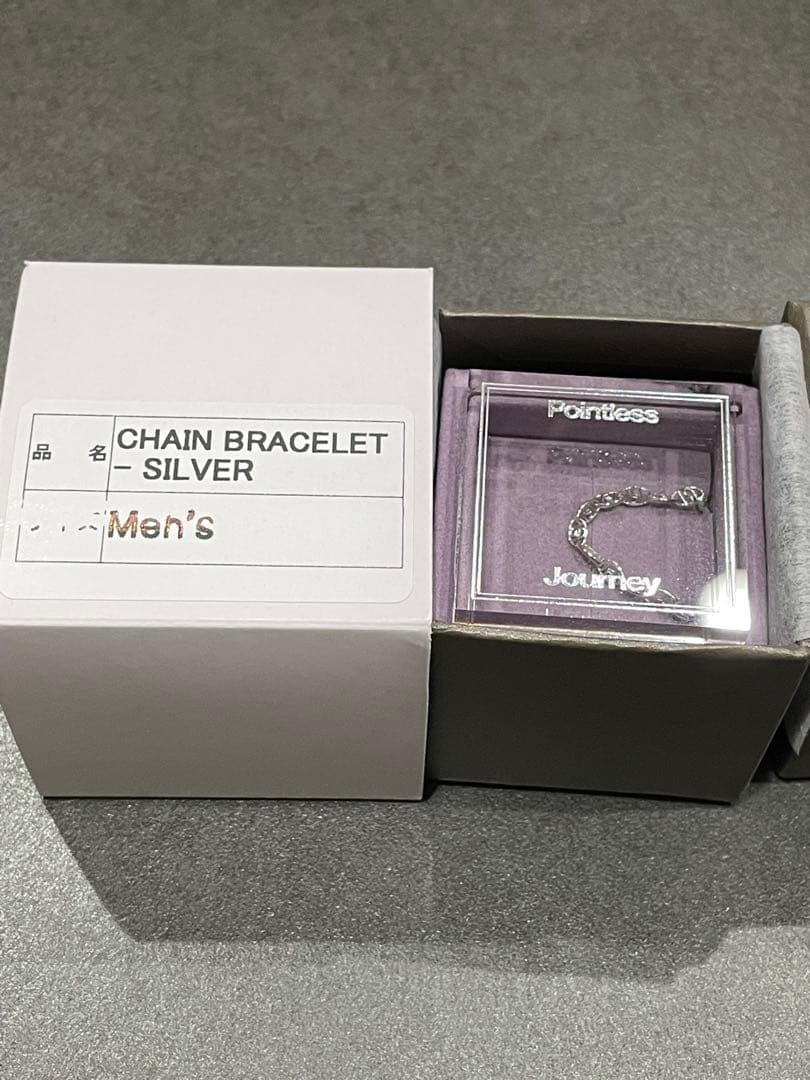 品 名
CHAIN BRACELET
- SILVER
Men's
Pointless
Journey